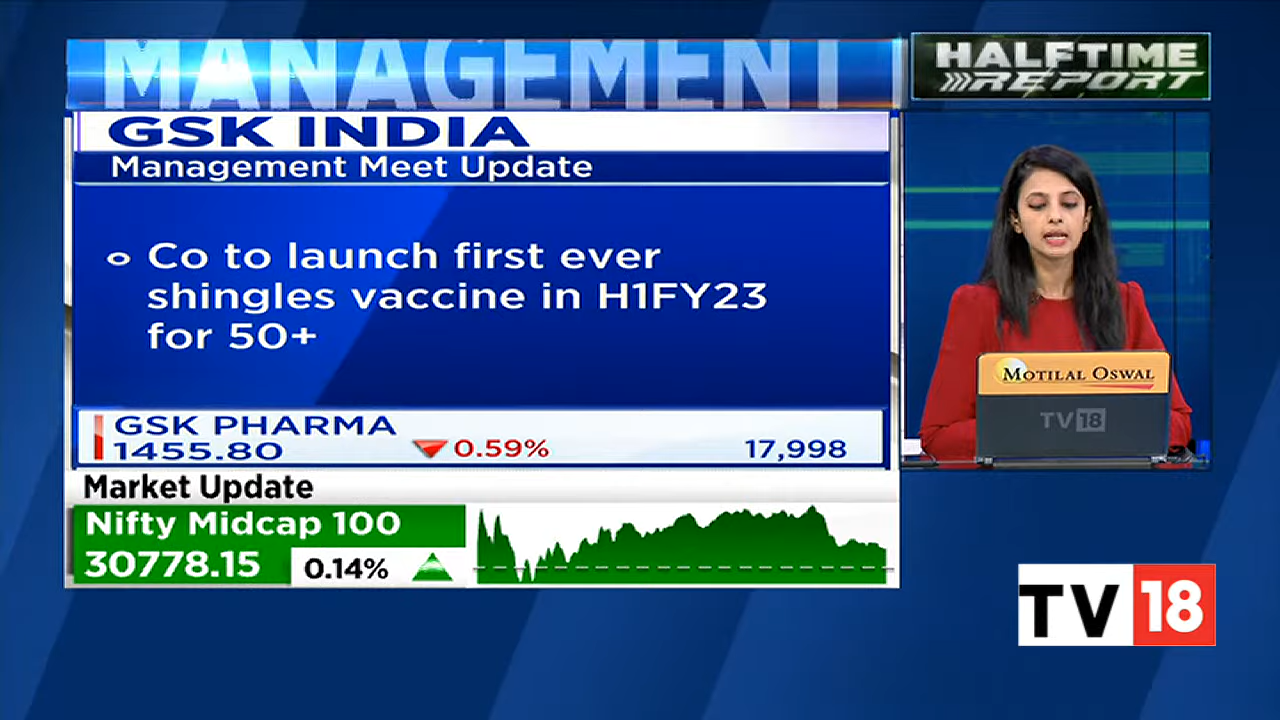 MANAGEMENT
HALFTIME
REPORT
GSK INDIA
Management Meet Update
Co to launch first ever
shingles vaccine in H1FY23
for 50+
MOTILAL OSWAL
TV18
GSK PHARMA
1455.80 0.59% 17,998
Market Update
Nifty Midcap 100
30778.15 0.14%
TV18